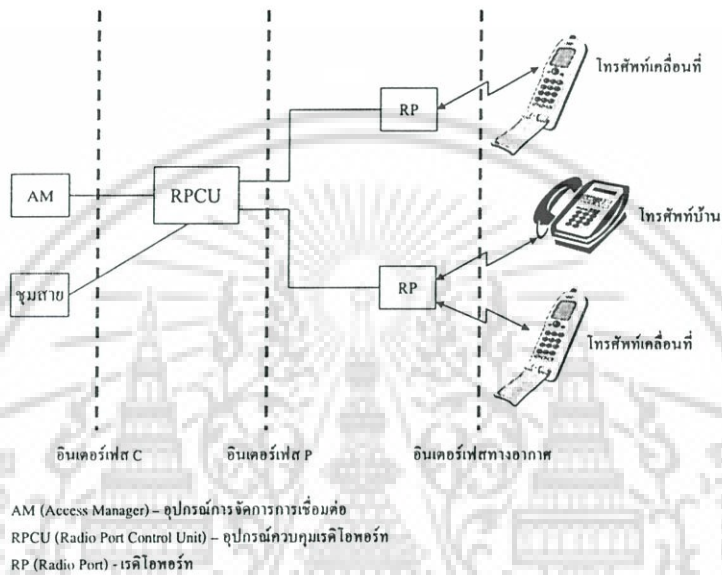 โทรศัพท์เคลื่อนที่
RP
AM
RPCU
โทรศัพท์บ้าน
ชุมสาย
RP
โทรศัพท์เคลื่อนที่
อินเตอร์เฟส C
อินเตอร์เฟส P
อินเตอร์เฟสทางอากาศ
AM (Access Manager) – อุปกรณ์การจัดการการเชื่อมต่อ
RPCU (Radio Port Control Unit) – อุปกรณ์ควบคุมเรดิโอพอร์ท
RP (Radio Port) - เรดิโอพอร์ท